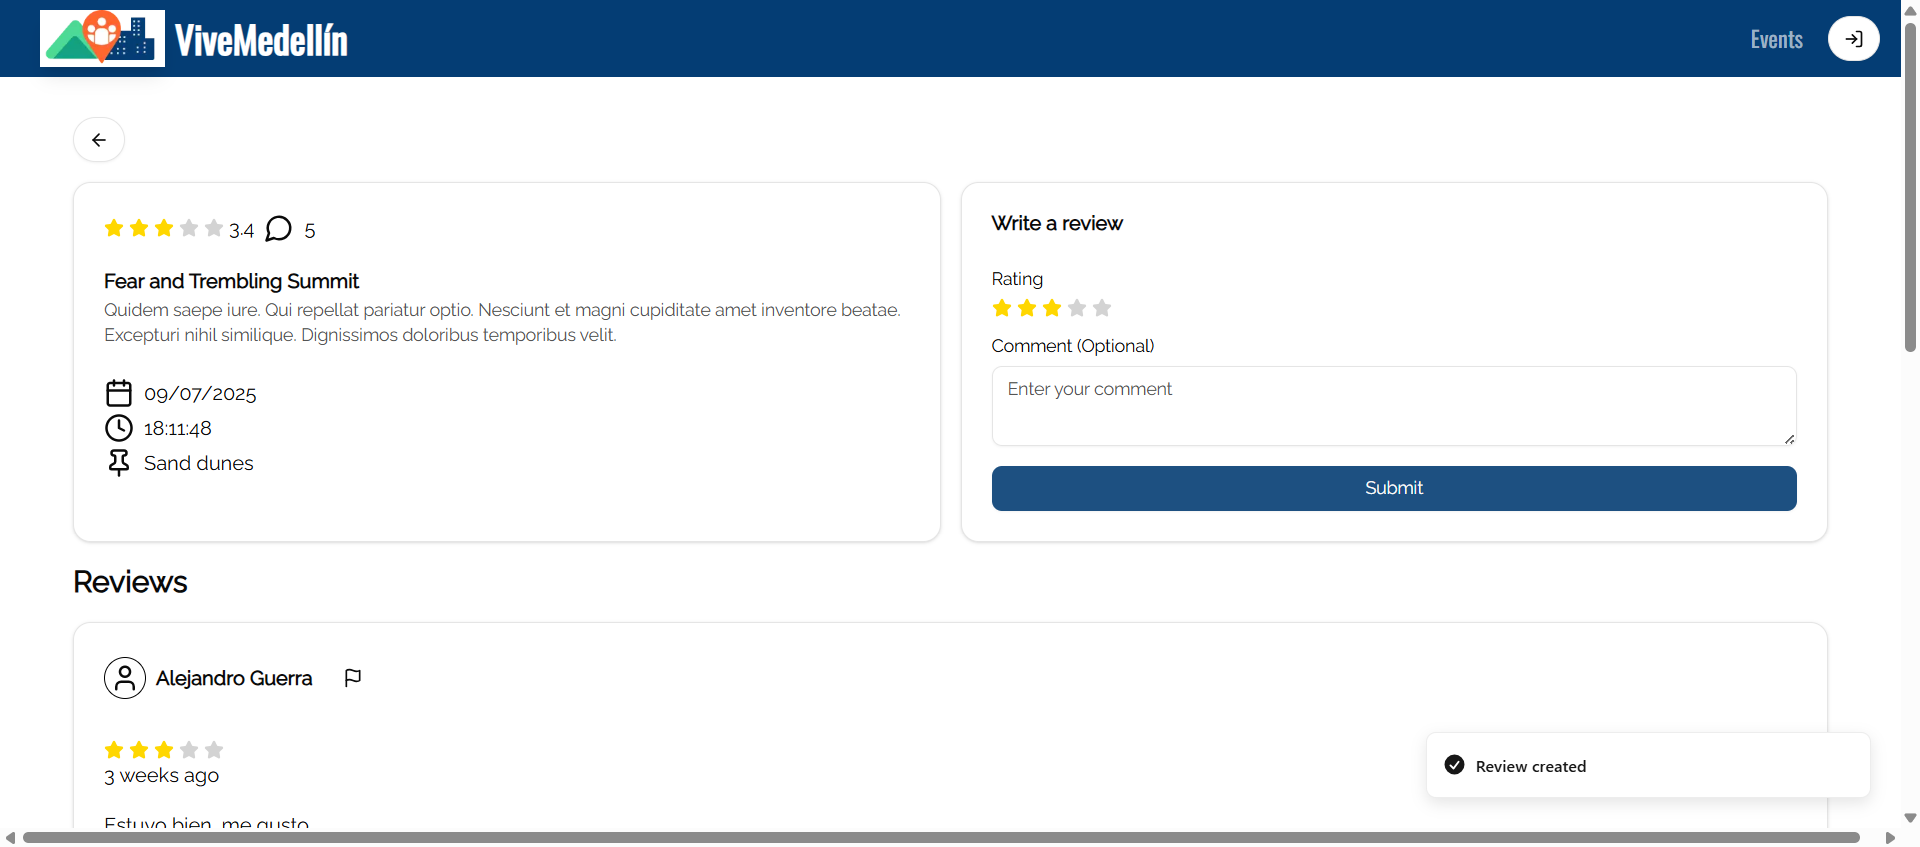 ViveMedellín
Events
3.4 5
Fear and Trembling Summit
Quidem saepe iure. Qui repellat pariatur optio. Nesciunt et magni cupiditate amet inventore beatae.
Excepturi nihil similique. Dignissimos doloribus temporibus velit.
09/07/2025
18:11:48
Sand dunes
Write a review
Rating
Comment (Optional)
Enter your comment
Submit
Reviews
Alejandro Guerra
3 weeks ago
Estuvo bien, me gusto
Review created